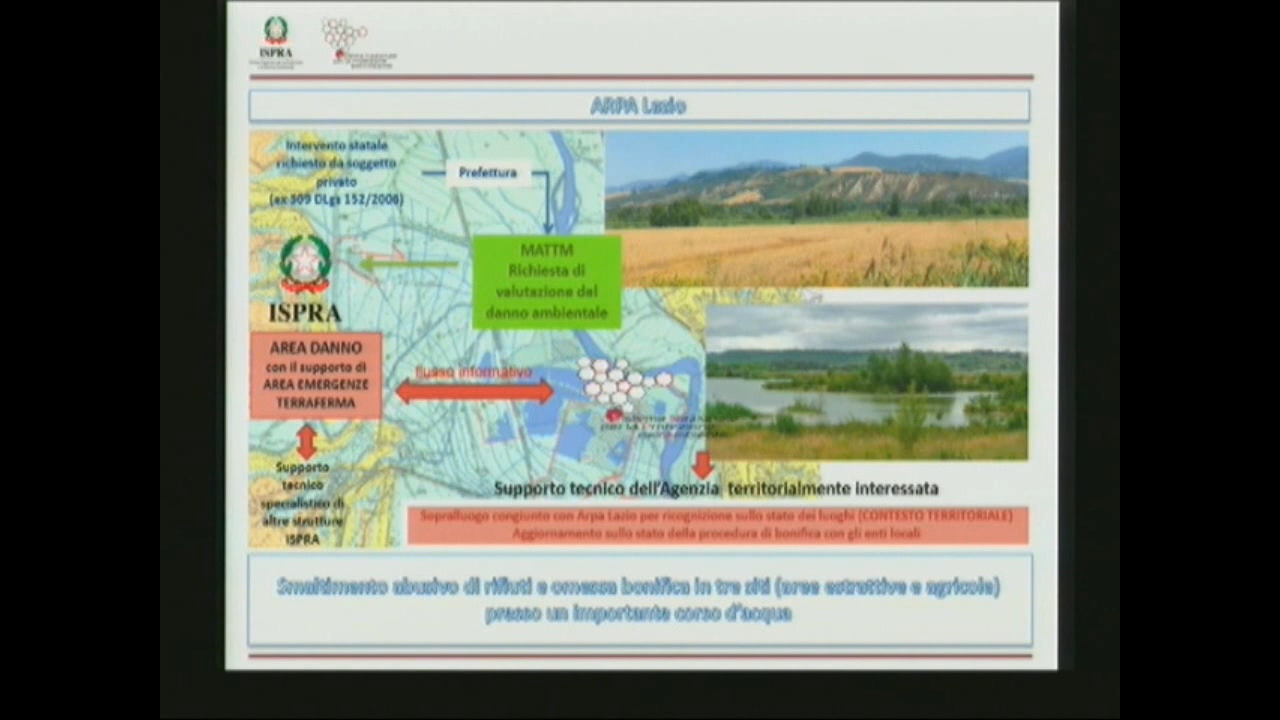 ISPRA
ARPA Lazio
Intervento statale
richiesto da soggetto
privato
(ex 309 DLgs 152/2006)
Prefettura
MATTM
Richiesta di
valutazione del
danno ambientale
ISPRA
AREA DANNO
con il supporto di
AREA EMERGENZE
TERRAFERMA
flusso informativo
Supporto
tecnico
specialistico di
altre strutture
ISPRA
Supporto tecnico dell'Agenzia territorialmente interessata
Sopralluogo congiunto con Arpa Lazio per ricognizione sullo stato dei luoghi (CONTESTO TERRITORIALE)
Aggiornamento sullo stato della procedura di bonifica con gli enti locali
Smaltimento abusivo di rifiuti e omessa bonifica in tre siti (aree estrattive e agricole)
presso un importante corso d'acqua